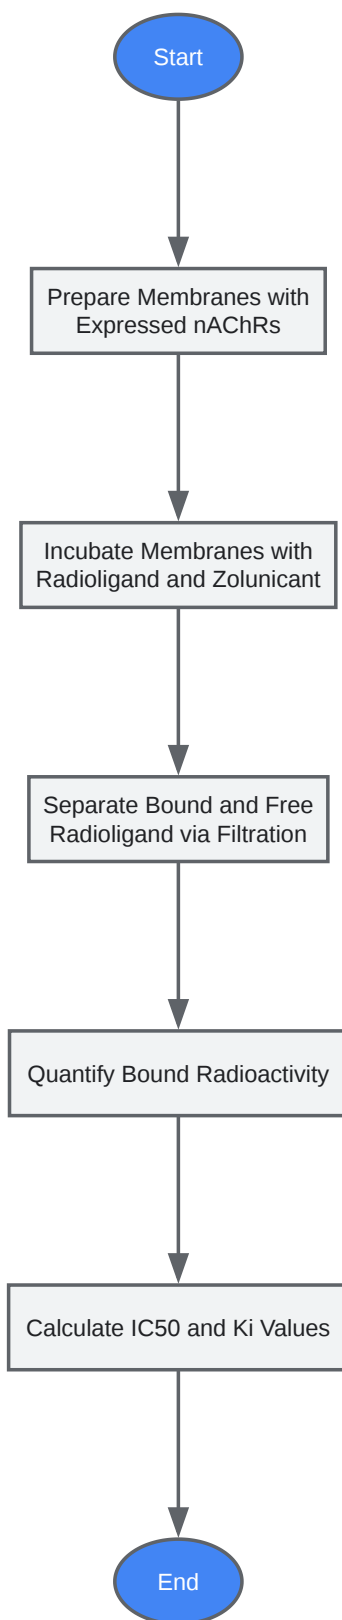 Start
Prepare Membranes with
Expressed nAChRs
Incubate Membranes with
Radioligand and Zolunicant
Separate Bound and Free
Radioligand via Filtration
Quantify Bound Radioactivity
Calculate IC50 and Ki Values
End